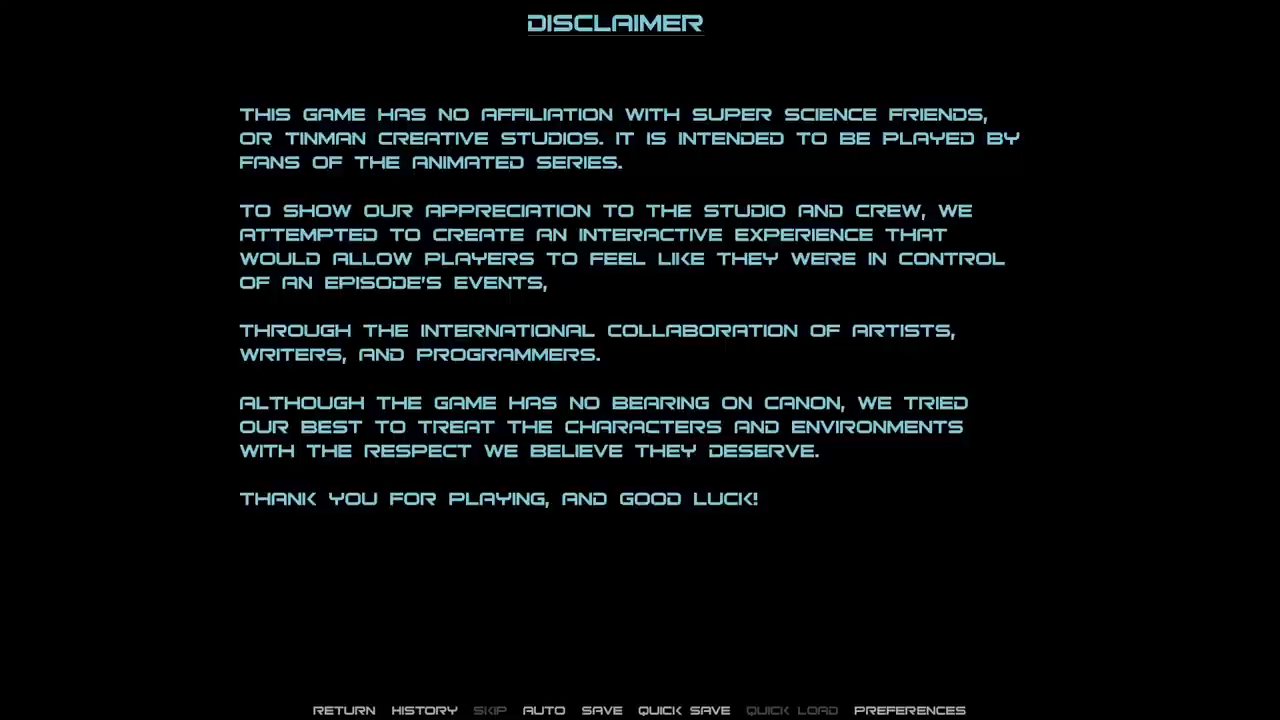 DISCLAIMER
THIS GAME HAS NO AFFILIATION WITH SUPER SCIENCE FRIENDS,
OR TINMAN CREATIVE STUDIOS. IT IS INTENDED TO BE PLAYED BY
FANS OF THE ANIMATED SERIES.
TO SHOW OUR APPRECIATION TO THE STUDIO AND CREW, WE
ATTEMPTED TO CREATE AN INTERACTIVE EXPERIENCE THAT
WOULD ALLOW PLAYERS TO FEEL LIKE THEY WERE IN CONTROL
OF AN EPISODE'S EVENTS,
THROUGH THE INTERNATIONAL COLLABORATION OF ARTISTS,
WRITERS, AND PROGRAMMERS.
ALTHOUGH THE GAME HAS NO BEARING ON CANON, WE TRIED
OUR BEST TO TREAT THE CHARACTERS AND ENVIRONMENTS
WITH THE RESPECT WE BELIEVE THEY DESERVE.
THANK YOU FOR PLAYING, AND GOOD LUCK!
RETURN HISTORY SKIP AUTO SAVE QUICK SAVE QUICK LOAD PREFERENCES